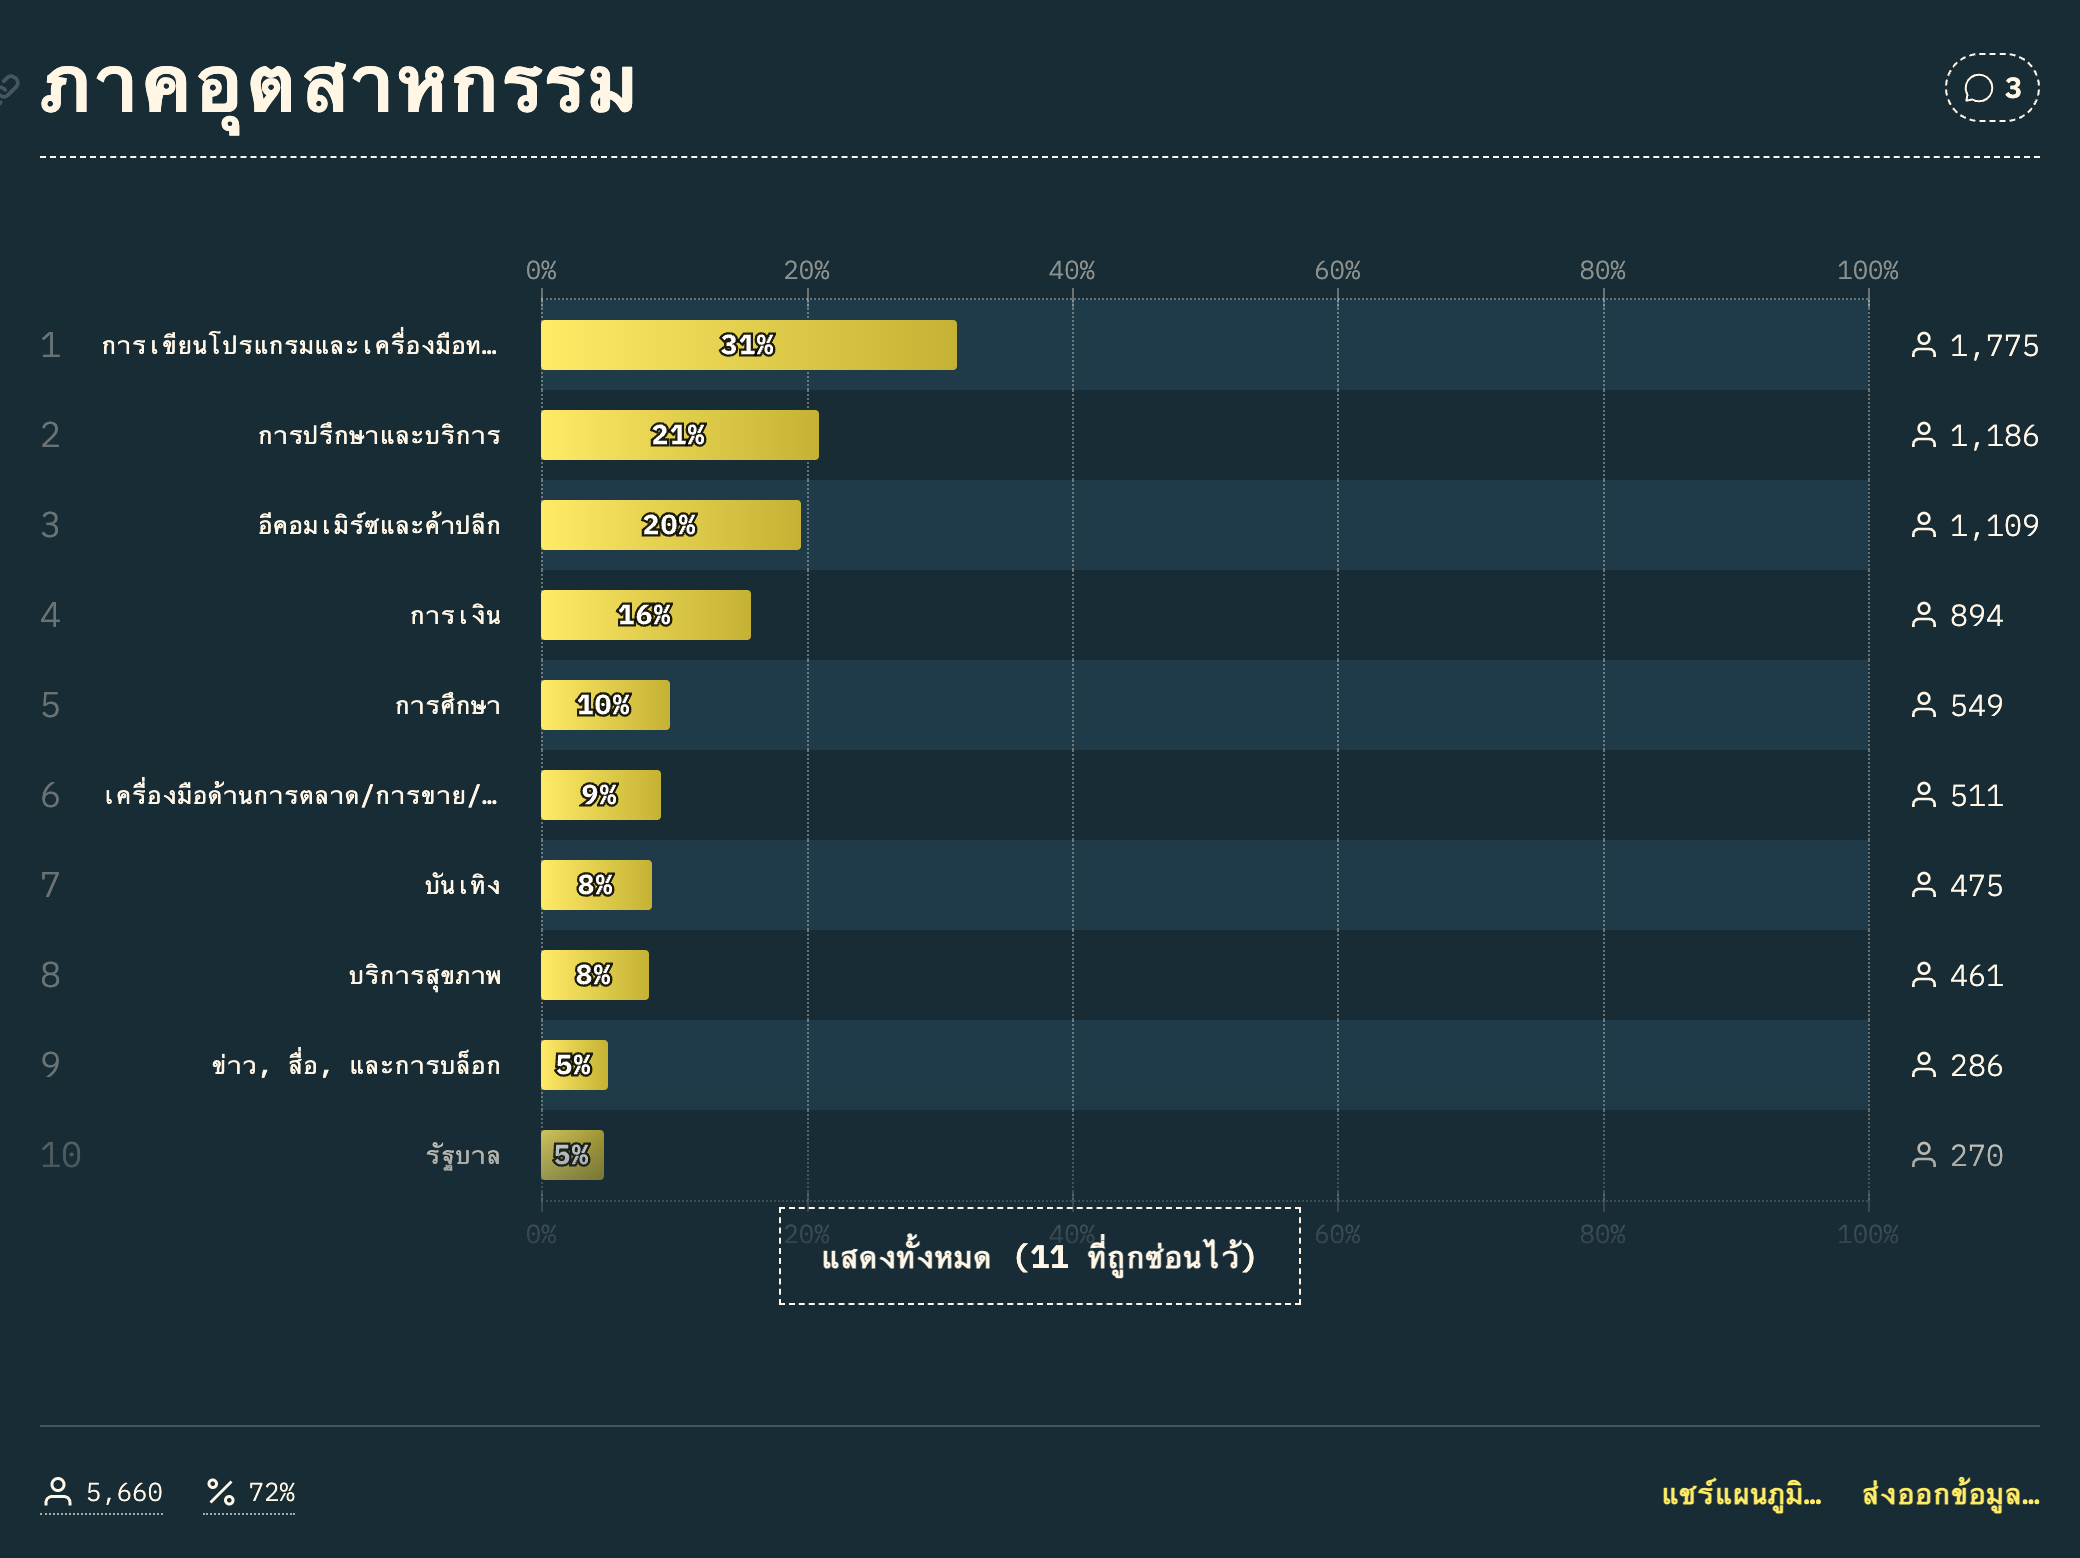 ภาคอุตสาหกรรม
3
0% 20% 40% 60% 80% 100%
1 การเขียนโปรแกรมและเครื่องมือท… 31% 1,775
2 การปรึกษาและบริการ 21% 1,186
3 อีคอมเมิร์ซและค้าปลีก 20% 1,109
4 การเงิน 16% 894
5 การศึกษา 10% 549
6 เครื่องมือด้านการตลาด/การขาย/… 9% 511
7 บันเทิง 8% 475
8 บริการสุขภาพ 8% 461
9 ข่าว, สื่อ, และการบล็อก 5% 286
10 รัฐบาล 5% 270
0% 20% 40% 60% 80% 100%
แสดงทั้งหมด (11 ที่ถูกซ่อนไว้)
5,660 72% แชร์แผนภูมิ… ส่งออกข้อมูล…